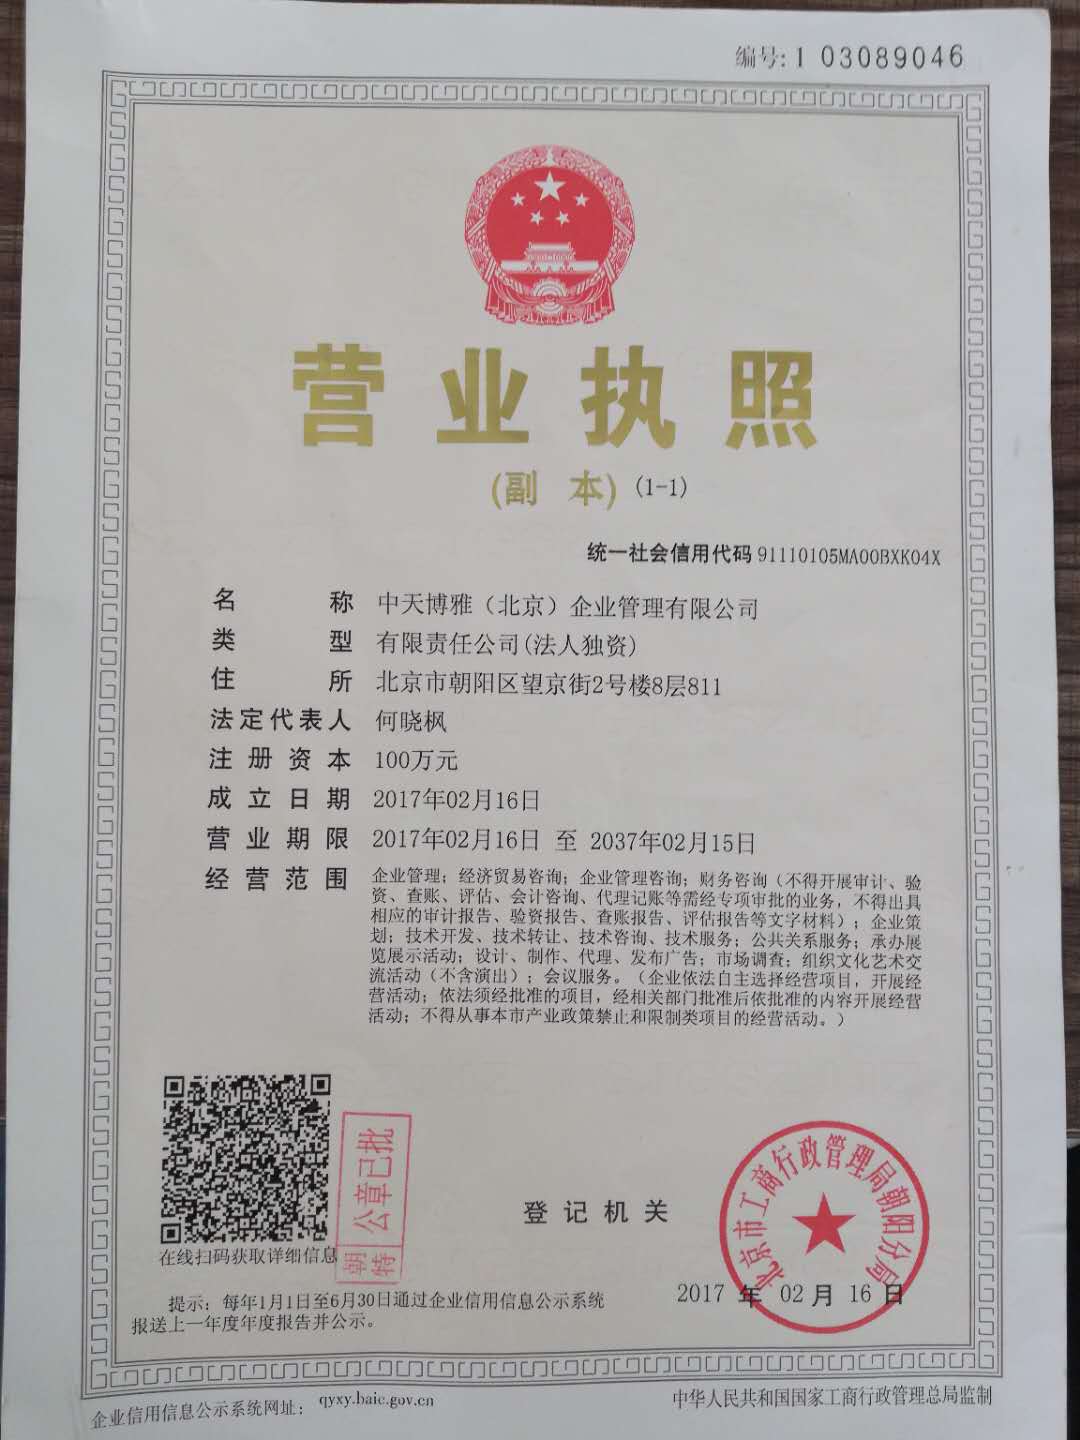 编号:1 03089046
营业执照
(副 本) (1-1)
统一社会信用代码 91110105MA00BXK04X
名称 中天博雅（北京）企业管理有限公司
类型 有限责任公司(法人独资)
住所 北京市朝阳区望京街2号楼8层811
法定代表人 何晓枫
注册资本 100万元
成立日期 2017年02月16日
营业期限 2017年02月16日 至 2037年02月15日
经营范围 企业管理；经济贸易咨询；企业管理咨询；财务咨询（不得开展审计、验
资、查账、评估、会计咨询、代理记账等需经专项审批的业务，不得出具
相应的审计报告、验资报告、查账报告、评估报告等文字材料）；企业策
划；技术开发、技术转让、技术咨询、技术服务；公共关系服务；承办展
览展示活动；设计、制作、代理、发布广告；市场调查；组织文化艺术交
流活动（不含演出）；会议服务。（企业依法自主选择经营项目，开展经
营活动；依法须经批准的项目，经相关部门批准后依批准的内容开展经营
活动；不得从事本市产业政策禁止和限制类项目的经营活动。）
在线扫码获取详细信息
朝特
公章已批
登记机关
北京市工商行政管理局朝阳分局
2017 年 02 月 16 日
提示：每年1月1日至6月30日通过企业信用信息公示系统
报送上一年度年度报告并公示。
企业信用信息公示系统网址： qyxy.baic.gov.cn
中华人民共和国国家工商行政管理总局监制